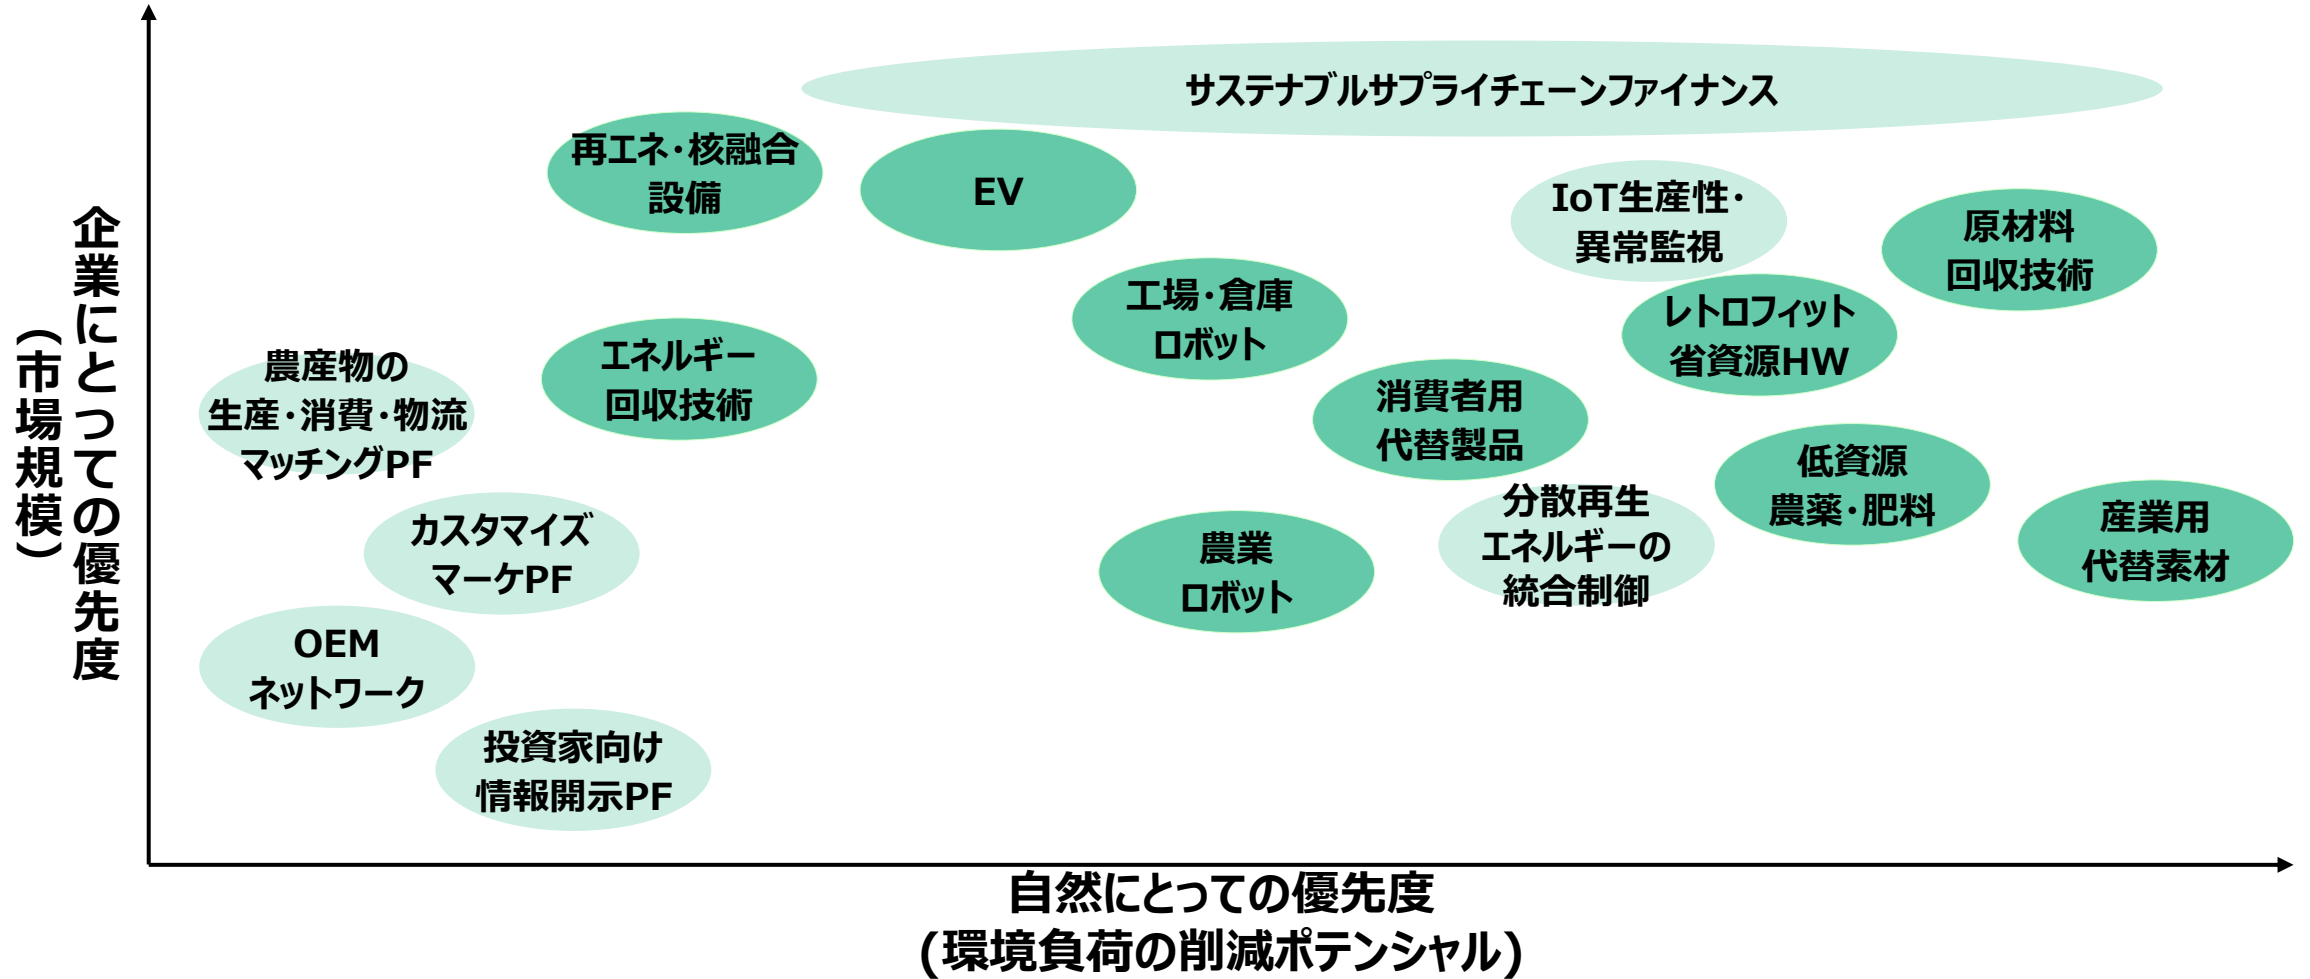 企業にとっての優先度
（市場規模）
サステナブルサプライチェーンファイナンス
再エネ・核融合
設備
EV
IoT生産性・
異常監視
原材料
回収技術
工場・倉庫
ロボット
レトロフィット
省資源HW
エネルギー
回収技術
農産物の
生産・消費・物流
マッチングPF
消費者用
代替製品
低資源
農薬・肥料
分散再生
エネルギーの
統合制御
産業用
代替素材
カスタマイズ
マーケPF
農業
ロボット
OEM
ネットワーク
投資家向け
情報開示PF
自然にとっての優先度
(環境負荷の削減ポテンシャル)